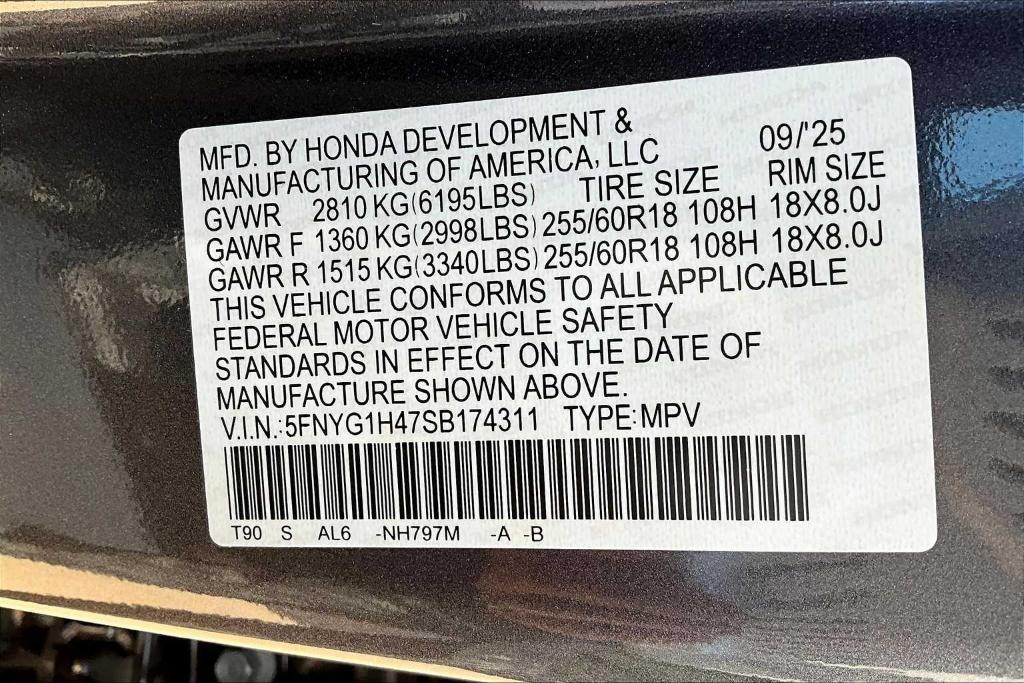 MFD. BY HONDA DEVELOPMENT &
MANUFACTURING OF AMERICA, LLC 09/'25
GVWR 2810 KG(6195LBS) TIRE SIZE RIM SIZE
GAWR F 1360 KG(2998LBS) 255/60R18 108H 18X8.0J
GAWR R 1515 KG(3340LBS) 255/60R18 108H 18X8.0J
THIS VEHICLE CONFORMS TO ALL APPLICABLE
FEDERAL MOTOR VEHICLE SAFETY
STANDARDS IN EFFECT ON THE DATE OF
MANUFACTURE SHOWN ABOVE.
V.I.N.:5FNYG1H47SB174311 TYPE:MPV
T90 S AL6 -NH797M -A -B